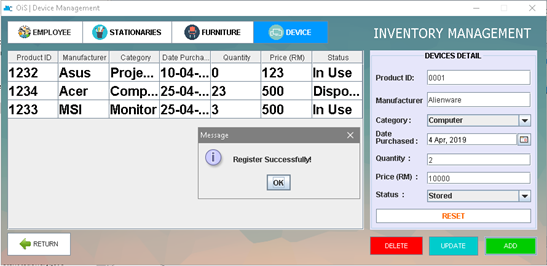 OiS | Device Management
EMPLOYEE STATIONARIES FURNITURE DEVICE
INVENTORY MANAGEMENT
Product ID Manufacturer Category Date Purcha... Quantity Price (RM) Status
1232 Asus Proje... 10-04-... 0 123 In Use
1234 Acer Comp... 25-04-... 23 500 Dispo...
1233 MSI Monitor 25-04-... 3 500 In Use
Message
Register Successfully!
OK
DEVICES DETAIL
Product ID: 0001
Manufacturer Alienware
Category : Computer
Date
Purchased : 4 Apr, 2019
Quantity : 2
Price (RM) : 10000
Status : Stored
RESET
RETURN
DELETE UPDATE ADD